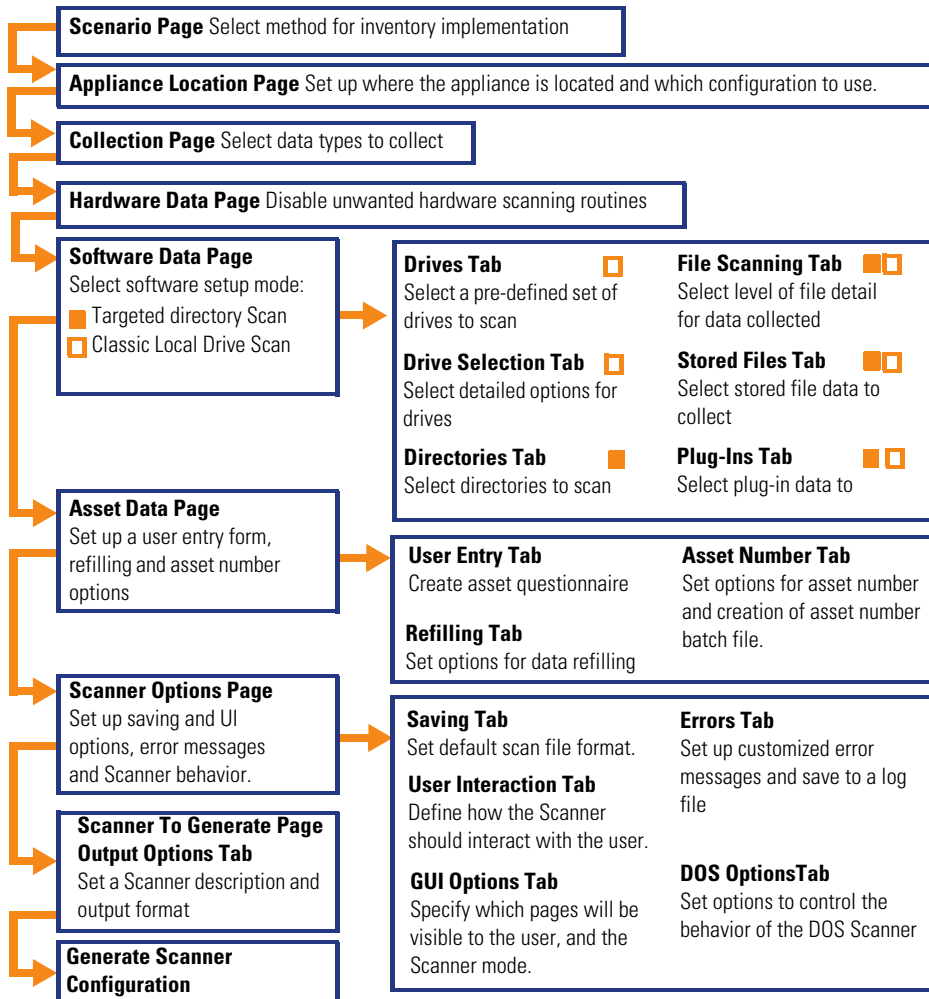 Scenario Page Select method for inventory implementation
Appliance Location Page Set up where the appliance is located and which configuration to use.
Collection Page Select data types to collect
Hardware Data Page Disable unwanted hardware scanning routines
Software Data Page
Select software setup mode:
Targeted directory Scan
Classic Local Drive Scan
Drives Tab
Select a pre-defined set of
drives to scan
Drive Selection Tab
Select detailed options for
drives
Directories Tab
Select directories to scan
File Scanning Tab
Select level of file detail
for data collected
Stored Files Tab
Select stored file data to
collect
Plug-Ins Tab
Select plug-in data to
Asset Data Page
Set up a user entry form,
refilling and asset number
options
User Entry Tab
Create asset questionnaire
Refilling Tab
Set options for data refilling
Asset Number Tab
Set options for asset number
and creation of asset number
batch file.
Scanner Options Page
Set up saving and UI
options, error messages
and Scanner behavior.
Saving Tab
Set default scan file format.
User Interaction Tab
Define how the Scanner
should interact with the user.
GUI Options Tab
Specify which pages will be
visible to the user, and the
Scanner mode.
Errors Tab
Set up customized error
messages and save to a log
file
DOS OptionsTab
Set options to control the
behavior of the DOS Scanner
Scanner To Generate Page
Output Options Tab
Set a Scanner description and
output format
Generate Scanner
Configuration